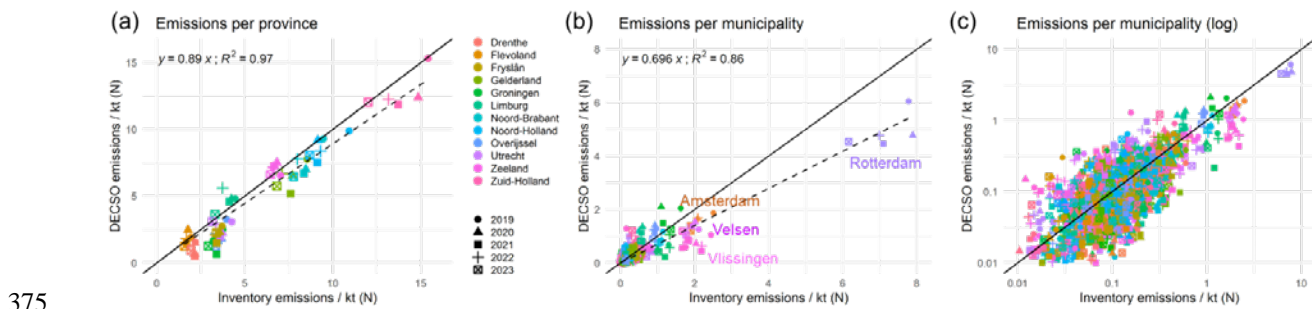 (a) Emissions per province
y = 0.89 x ; R² = 0.97
DECSO emissions / kt (N)
15
10
5
0
0 5 10 15
Inventory emissions / kt (N)
Drenthe
Flevoland
Fryslân
Gelderland
Groningen
Limburg
Noord-Brabant
Noord-Holland
Overijssel
Utrecht
Zeeland
Zuid-Holland
2019
2020
2021
2022
2023
(b) Emissions per municipality
y = 0.696 x ; R² = 0.86
DECSO emissions / kt (N)
8
6
4
2
0
Rotterdam
Amsterdam
Velsen
Vlissingen
0 2 4 6 8
Inventory emissions / kt (N)
(c) Emissions per municipality (log)
DECSO emissions / kt (N)
10
1
0.1
0.01
0.01 0.1 1 10
Inventory emissions / kt (N)
375